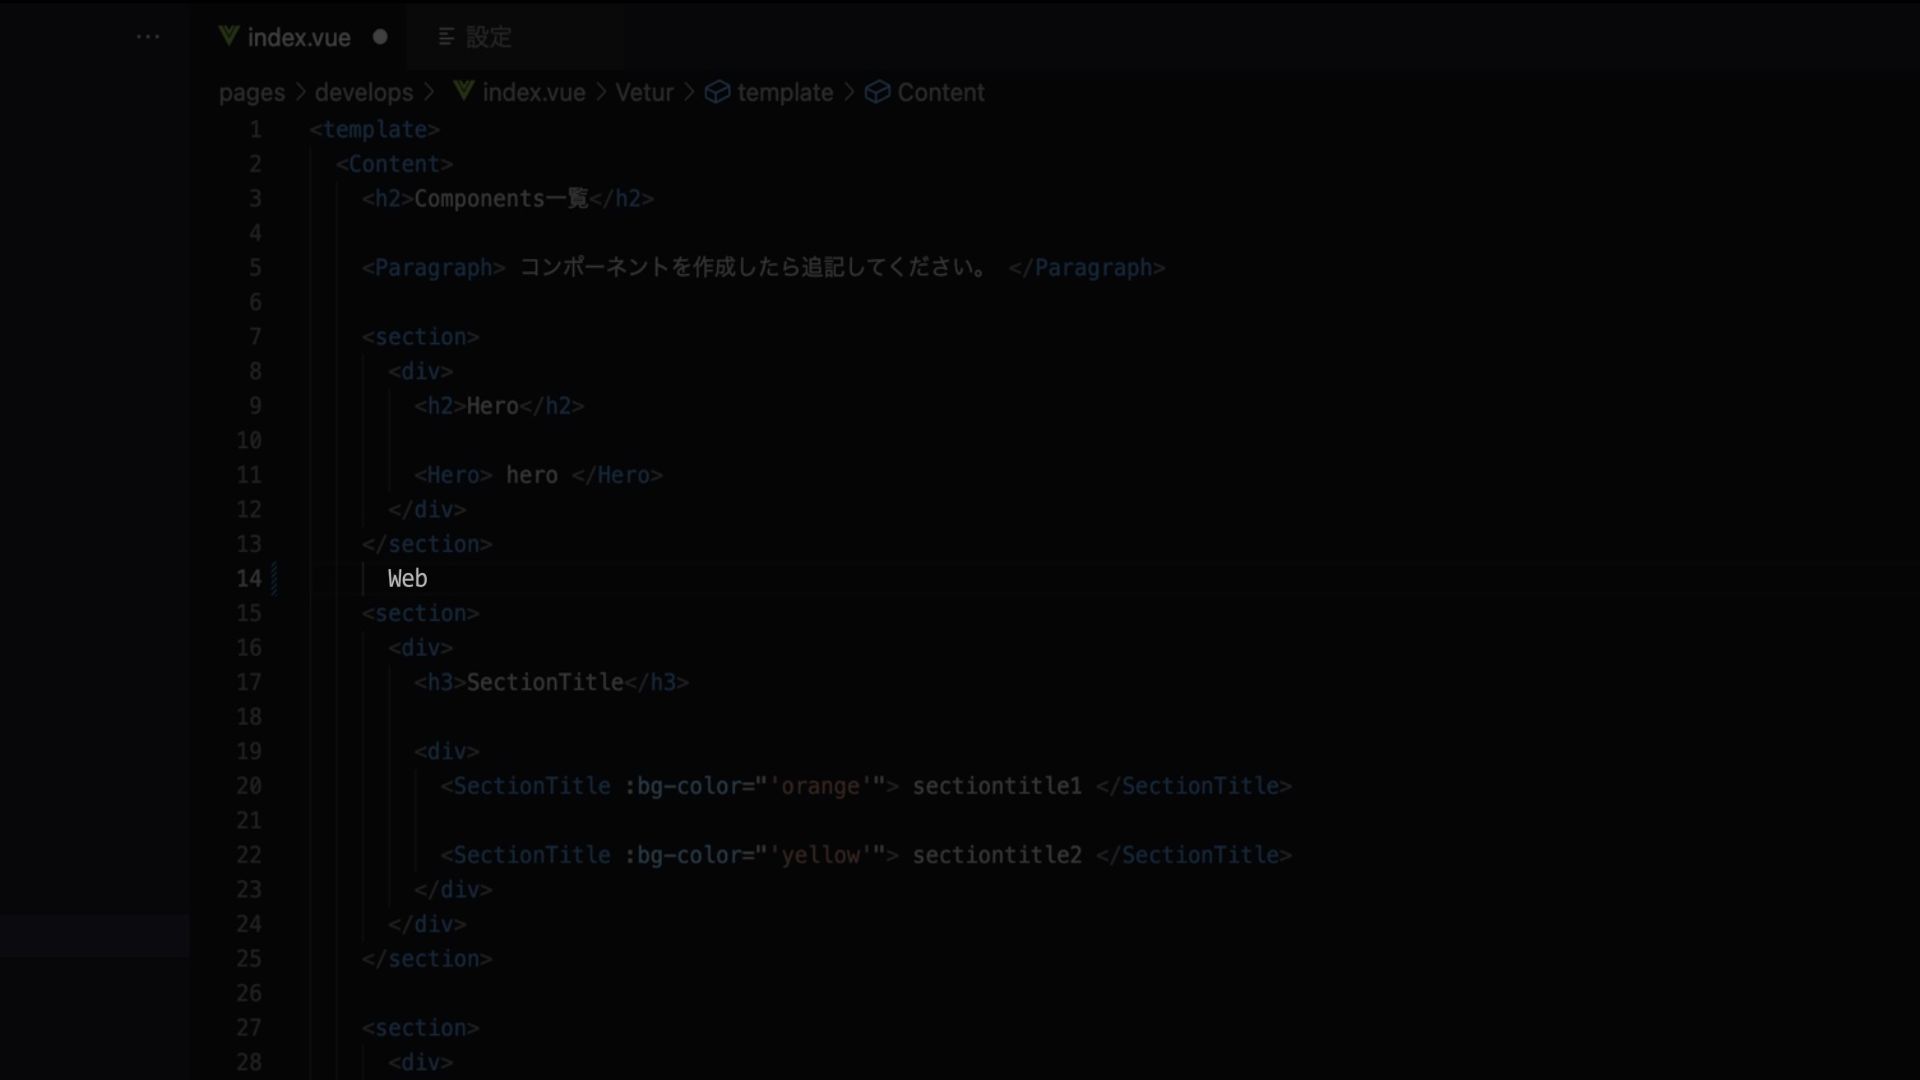 … index.vue ● 設定
pages > develops > index.vue > Vetur > template > Content
1 <template>
2 <Content>
3 <h2>Components一覧</h2>
4
5 <Paragraph> コンポーネントを作成したら追記してください。 </Paragraph>
6
7 <section>
8 <div>
9 <h2>Hero</h2>
10
11 <Hero> hero </Hero>
12 </div>
13 </section>
14 Web
15 <section>
16 <div>
17 <h3>SectionTitle</h3>
18
19 <div>
20 <SectionTitle :bg-color="'orange'"> sectiontitle1 </SectionTitle>
21
22 <SectionTitle :bg-color="'yellow'"> sectiontitle2 </SectionTitle>
23 </div>
24 </div>
25 </section>
26
27 <section>
28 <div>